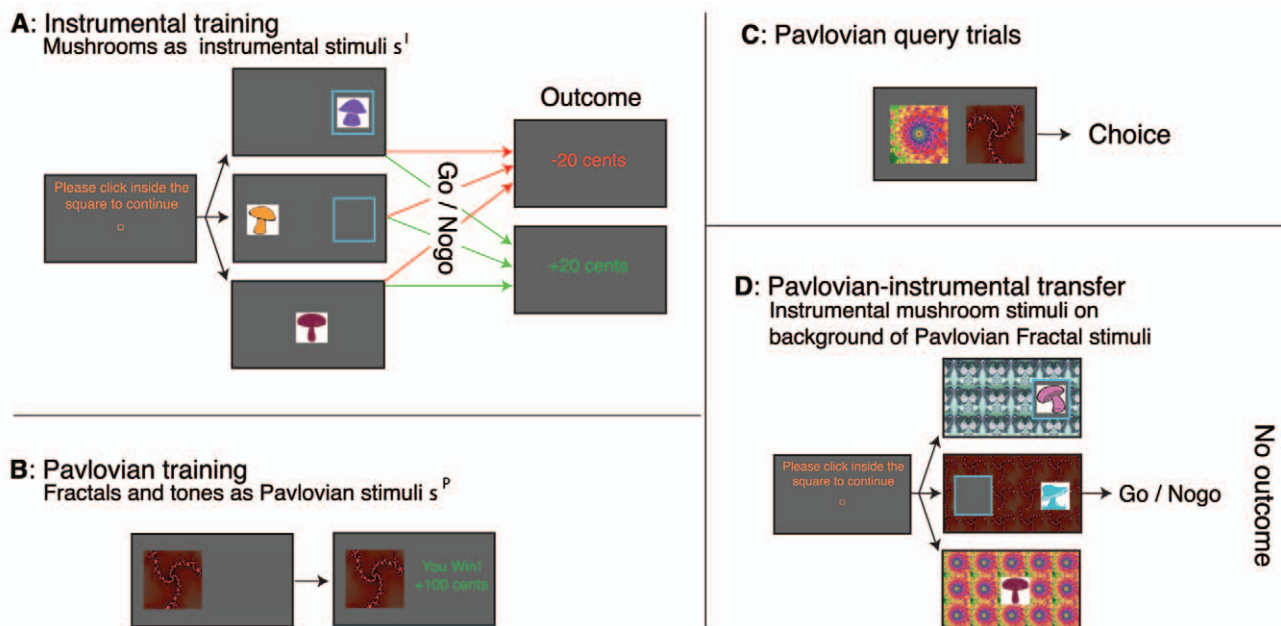 A: Instrumental training
Mushrooms as instrumental stimuli s^I
Outcome
Please click inside the
square to continue
Go / Nogo
-20 cents
+20 cents
B: Pavlovian training
Fractals and tones as Pavlovian stimuli s^P
You Win!
+100 cents
C: Pavlovian query trials
Choice
D: Pavlovian-instrumental transfer
Instrumental mushroom stimuli on
background of Pavlovian Fractal stimuli
Please click inside the
square to continue
Go / Nogo
No outcome